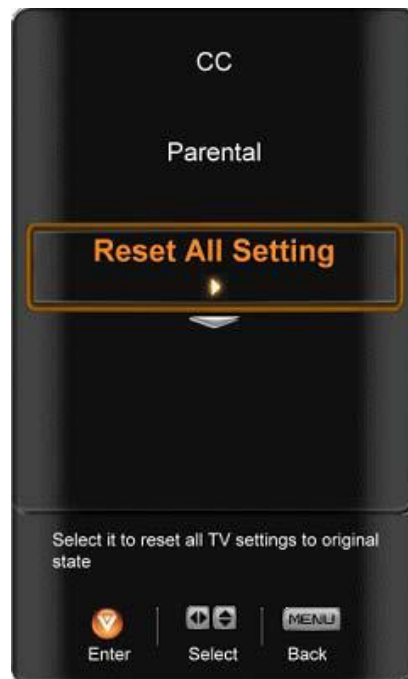 CC
Parental
Reset All Setting
Select it to reset all TV settings to original
state
MENU
Enter Select Back